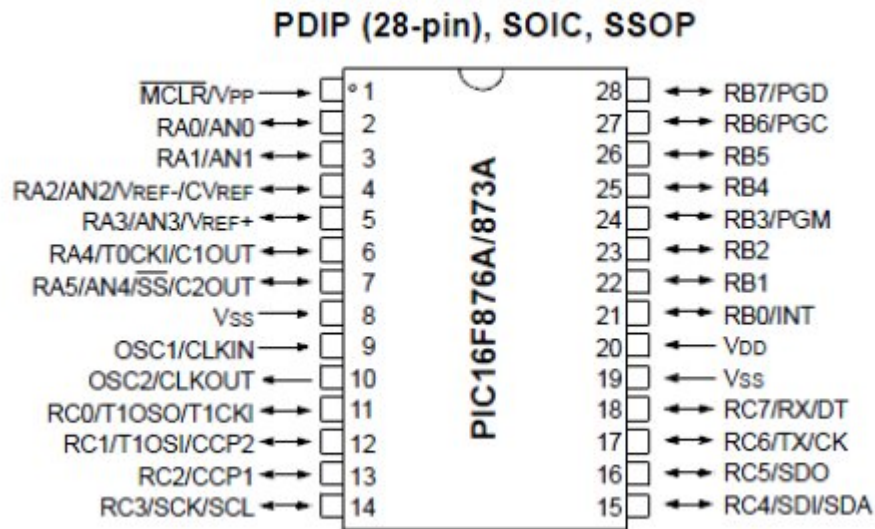 PDIP (28-pin), SOIC, SSOP
MCLR/VPP 1 28 RB7/PGD
RA0/AN0 2 27 RB6/PGC
RA1/AN1 3 26 RB5
RA2/AN2/VREF-/CVREF 4 25 RB4
RA3/AN3/VREF+ 5 24 RB3/PGM
RA4/T0CKI/C1OUT 6 23 RB2
RA5/AN4/SS/C2OUT 7 22 RB1
VSS 8 21 RB0/INT
OSC1/CLKIN 9 20 VDD
OSC2/CLKOUT 10 19 VSS
RC0/T1OSO/T1CKI 11 18 RC7/RX/DT
RC1/T1OSI/CCP2 12 17 RC6/TX/CK
RC2/CCP1 13 16 RC5/SDO
RC3/SCK/SCL 14 15 RC4/SDI/SDA
PIC16F876A/873A